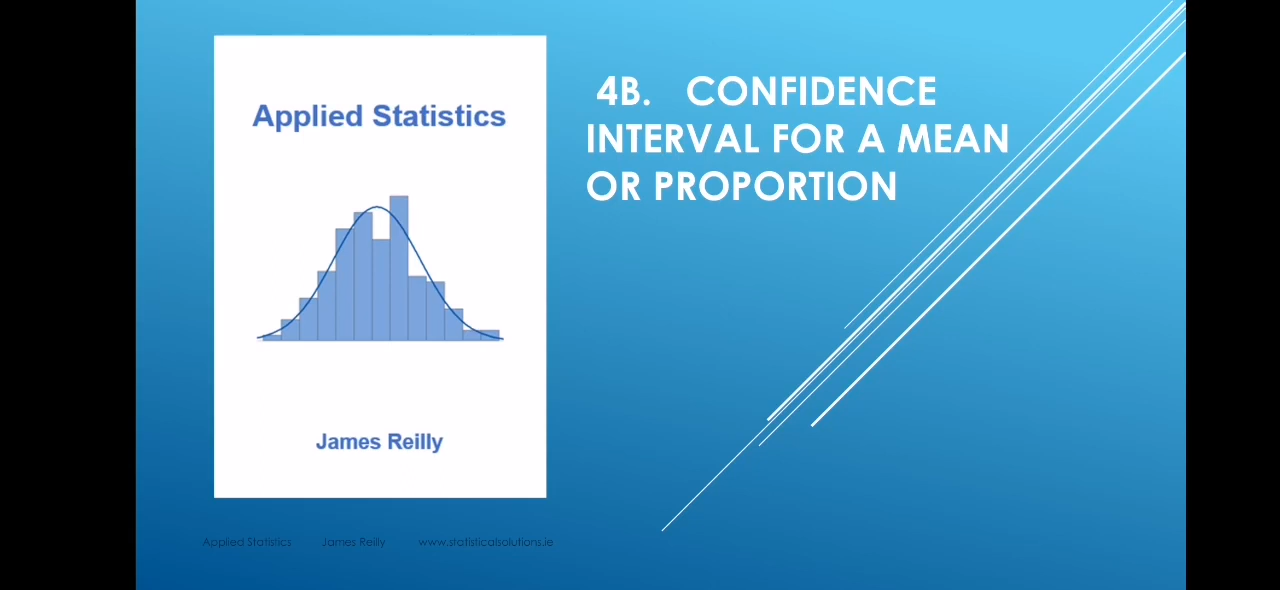 Applied Statistics
James Reilly
4B. CONFIDENCE
INTERVAL FOR A MEAN
OR PROPORTION
Applied Statistics James Reilly www.statisticalsolutions.ie